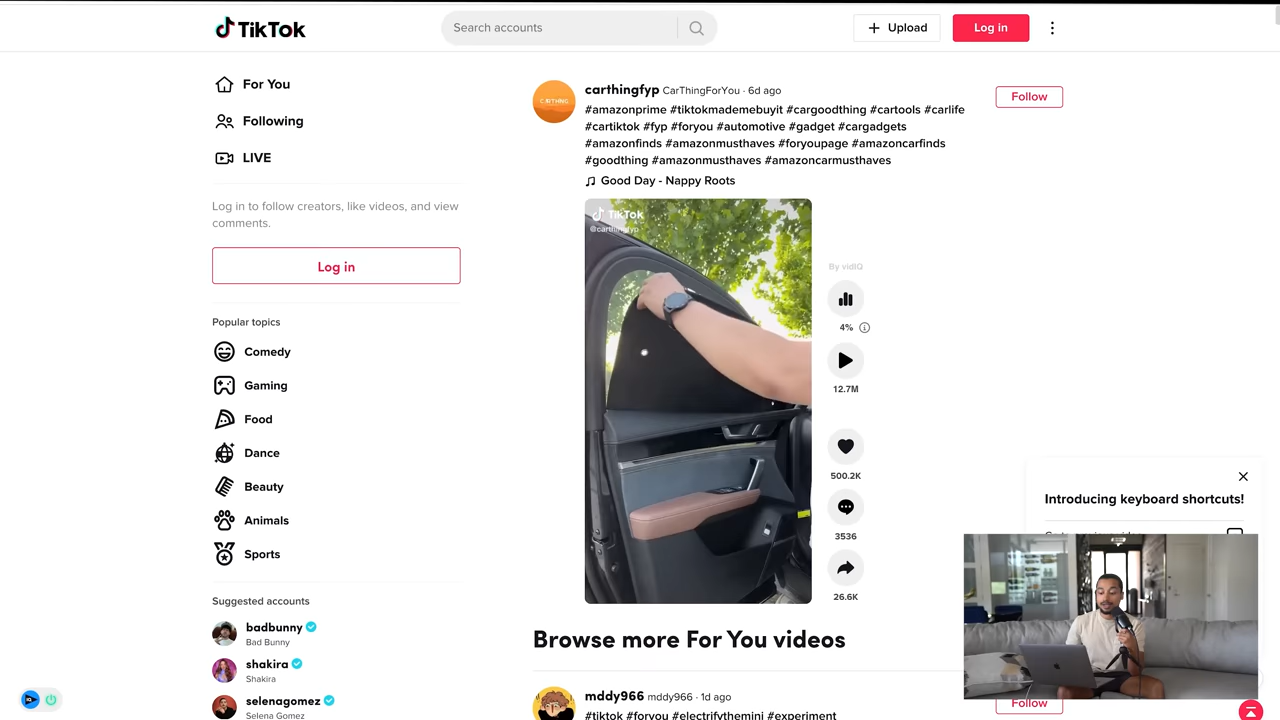 TikTok
Search accounts
Upload
Log in
For You
Following
LIVE
Log in to follow creators, like videos, and view
comments.
Log in
Popular topics
Comedy
Gaming
Food
Dance
Beauty
Animals
Sports
Suggested accounts
badbunny
Bad Bunny
shakira
Shakira
selenagomez
Selena Gomez
carthingfyp CarThingForYou · 6d ago
Follow
#amazonprime #tiktokmademebuyit #cargoodthing #cartools #carlife
#cartiktok #fyp #foryou #automotive #gadget #cargadgets
#amazonfinds #amazonmusthaves #foryoupage #amazoncarfinds
#goodthing #amazonmusthaves #amazoncarmusthaves
Good Day - Nappy Roots
TikTok
@carthingfyp
By vidIQ
4%
12.7M
500.2K
3536
26.6K
Browse more For You videos
mddy966 mddy966 · 1d ago
Follow
#tiktok #foryou #electrifythemini #experiment
Introducing keyboard shortcuts!